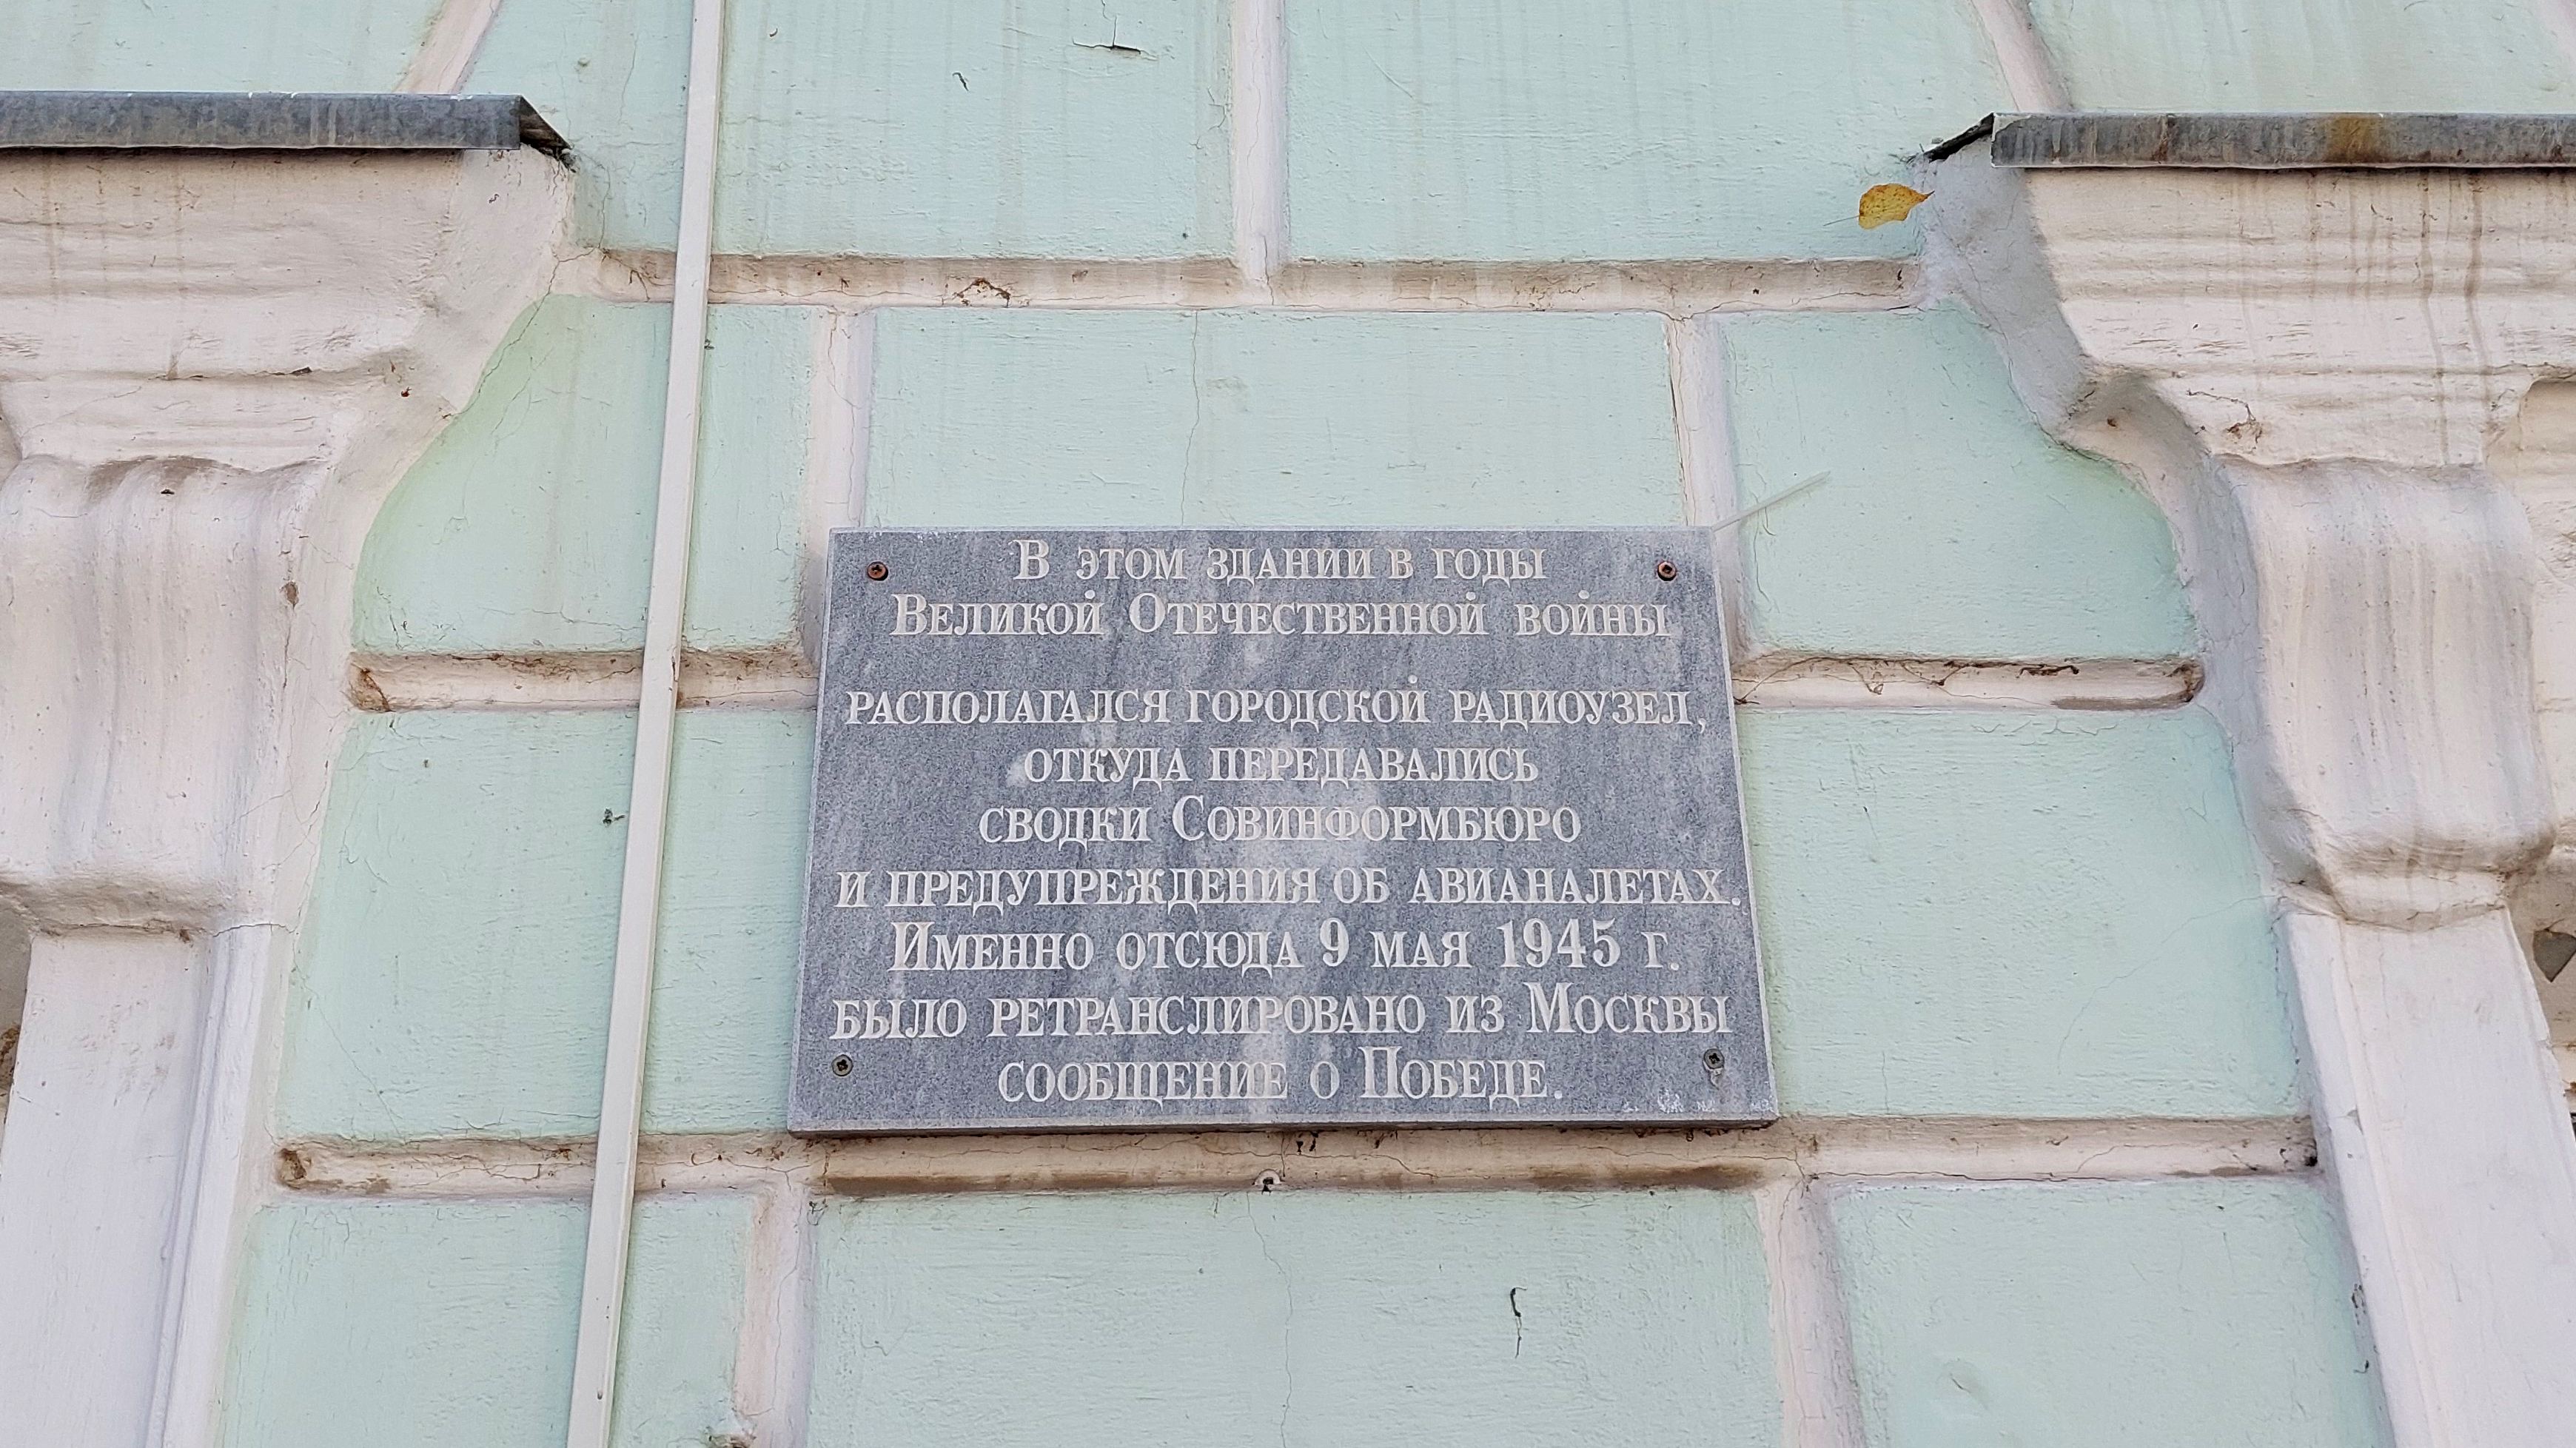 В ЭТОМ ЗДАНИИ В ГОДЫ
ВЕЛИКОЙ ОТЕЧЕСТВЕННОЙ ВОЙНЫ
РАСПОЛАГАЛСЯ ГОРОДСКОЙ РАДИОУЗЕЛ,
ОТКУДА ПЕРЕДАВАЛИСЬ
СВОДКИ СОВИНФОРМБЮРО
И ПРЕДУПРЕЖДЕНИЯ ОБ АВИАНАЛЕТАХ.
ИМЕННО ОТСЮДА 9 МАЯ 1945 Г.
БЫЛО РЕТРАНСЛИРОВАНО ИЗ МОСКВЫ
СООБЩЕНИЕ О ПОБЕДЕ.